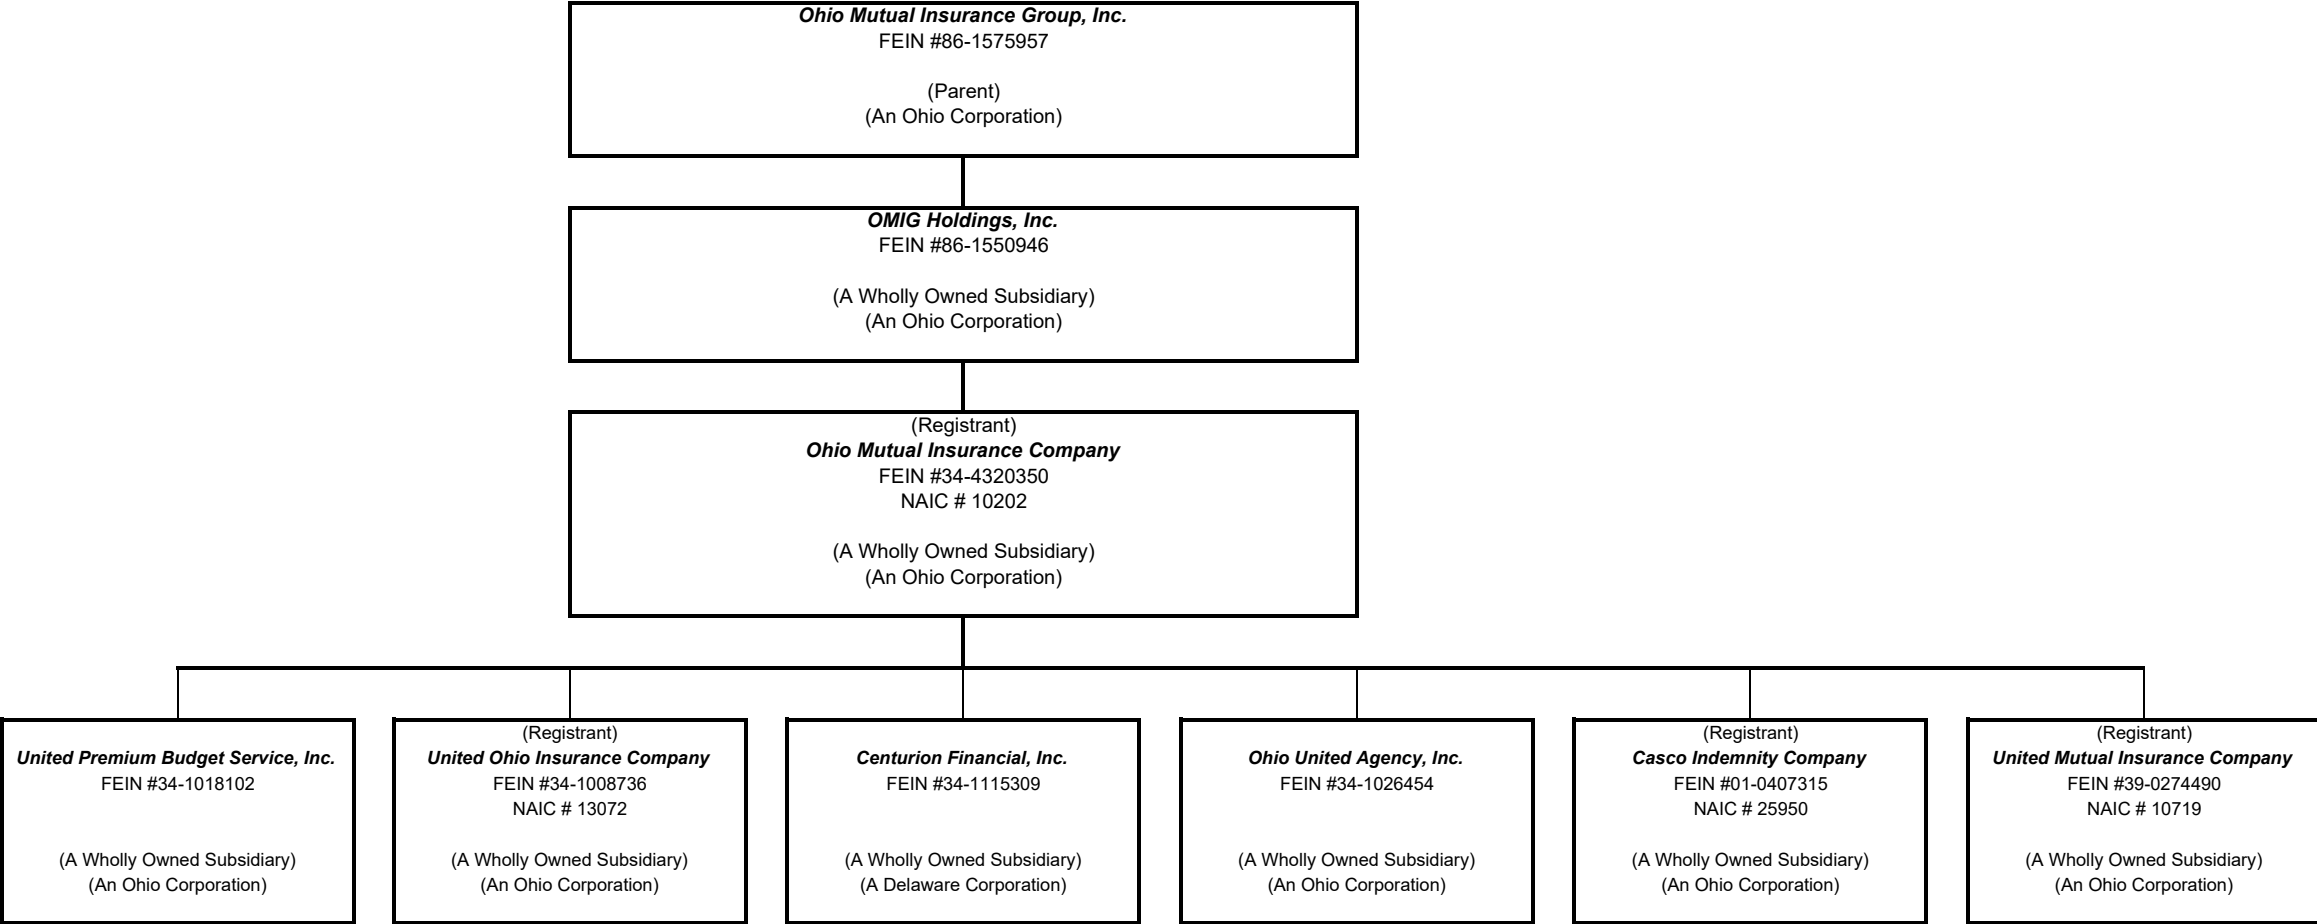 Ohio Mutual Insurance Group, Inc.
FEIN #86-1575957
(Parent)
(An Ohio Corporation)
OMIG Holdings, Inc.
FEIN #86-1550946
(A Wholly Owned Subsidiary)
(An Ohio Corporation)
(Registrant)
Ohio Mutual Insurance Company
FEIN #34-4320350
NAIC # 10202
(A Wholly Owned Subsidiary)
(An Ohio Corporation)
United Premium Budget Service, Inc.
FEIN #34-1018102
(A Wholly Owned Subsidiary)
(An Ohio Corporation)
(Registrant)
United Ohio Insurance Company
FEIN #34-1008736
NAIC # 13072
(A Wholly Owned Subsidiary)
(An Ohio Corporation)
Centurion Financial, Inc.
FEIN #34-1115309
(A Wholly Owned Subsidiary)
(A Delaware Corporation)
Ohio United Agency, Inc.
FEIN #34-1026454
(A Wholly Owned Subsidiary)
(An Ohio Corporation)
(Registrant)
Casco Indemnity Company
FEIN #01-0407315
NAIC # 25950
(A Wholly Owned Subsidiary)
(An Ohio Corporation)
(Registrant)
United Mutual Insurance Company
FEIN #39-0274490
NAIC # 10719
(A Wholly Owned Subsidiary)
(An Ohio Corporation)